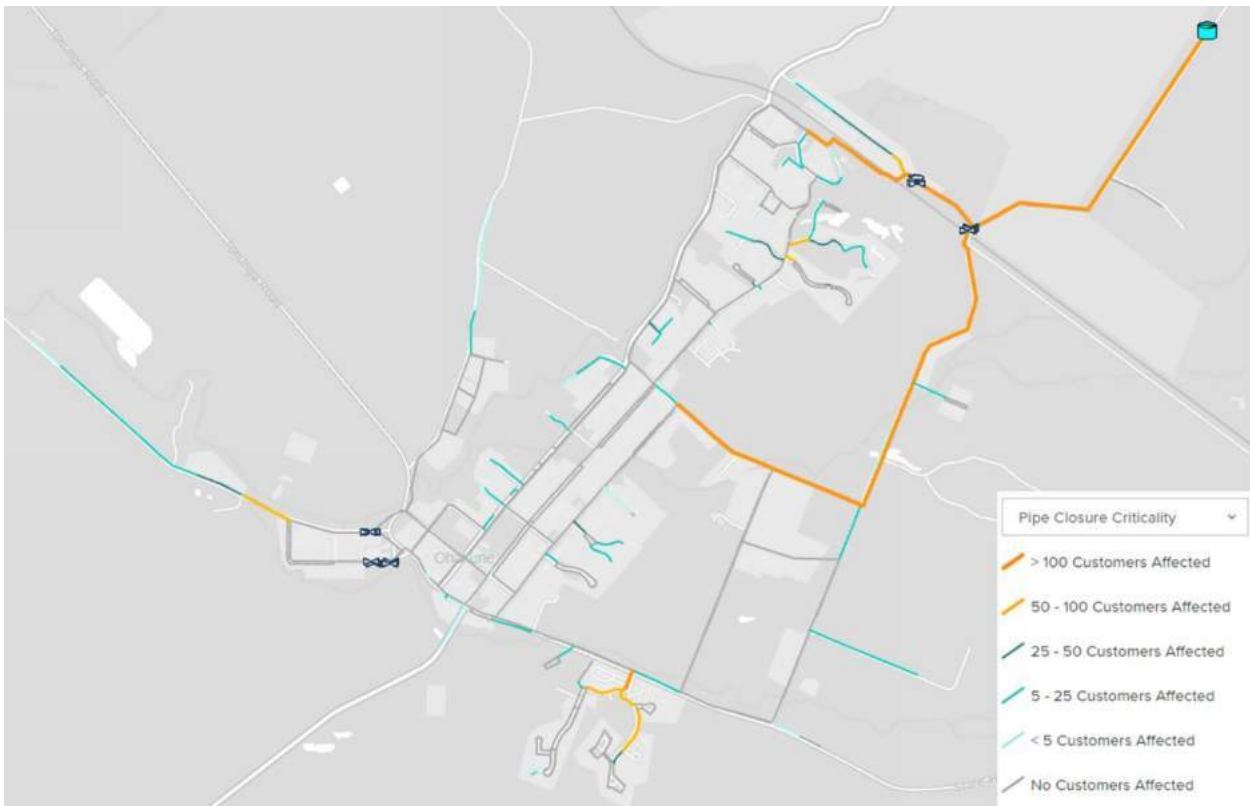 Ohakune
Pipe Closure Criticality
> 100 Customers Affected
50 - 100 Customers Affected
25 - 50 Customers Affected
5 - 25 Customers Affected
< 5 Customers Affected
No Customers Affected